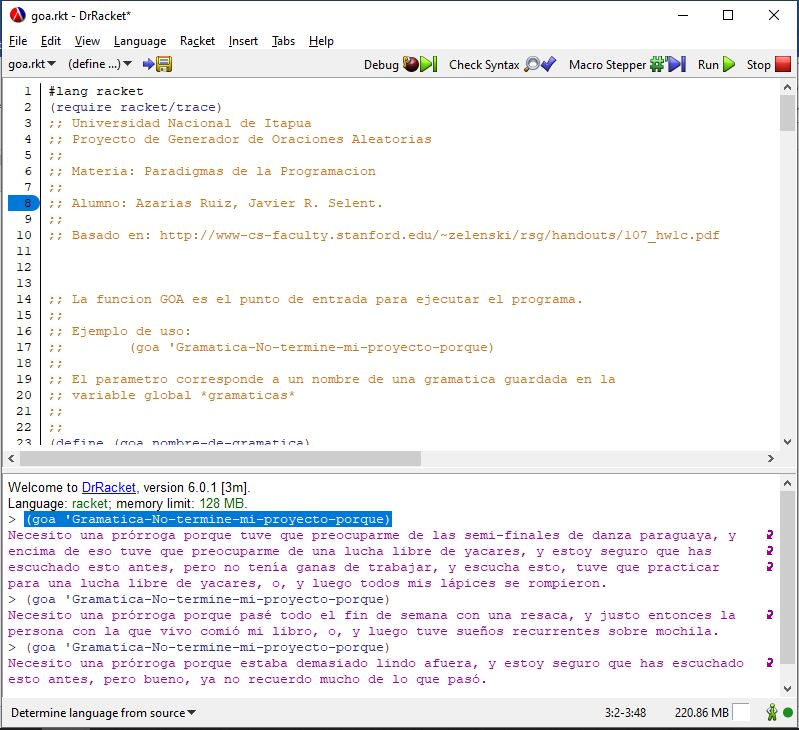 goa.rkt - DrRacket*
File Edit View Language Racket Insert Tabs Help
goa.rkt (define ...) Debug Check Syntax Macro Stepper Run Stop
1 #lang racket
2 (require racket/trace)
3 ;; Universidad Nacional de Itapua
4 ;; Proyecto de Generador de Oraciones Aleatorias
5 ;;
6 ;; Materia: Paradigmas de la Programacion
7 ;;
8 ;; Alumno: Azarias Ruiz, Javier R. Selent.
9 ;;
10 ;; Basado en: http://www-cs-faculty.stanford.edu/~zelenski/rsg/handouts/107_hw1c.pdf
11
12
13
14 ;; La funcion GOA es el punto de entrada para ejecutar el programa.
15 ;;
16 ;; Ejemplo de uso:
17 ;; (goa 'Gramatica-No-termine-mi-proyecto-porque)
18 ;;
19 ;; El parametro corresponde a un nombre de una gramatica guardada en la
20 ;; variable global *gramaticas*
21 ;;
22 ;;
23 (define (goa nombre-de-gramatica)
Welcome to DrRacket, version 6.0.1 [3m].
Language: racket; memory limit: 128 MB.
> (goa 'Gramatica-No-termine-mi-proyecto-porque)
Necesito una prórroga porque tuve que preocuparme de las semi-finales de danza paraguaya, y
encima de eso tuve que preocuparme de una lucha libre de yacares, y estoy seguro que has
escuchado esto antes, pero no tenía ganas de trabajar, y escucha esto, tuve que practicar
para una lucha libre de yacares, o, y luego todos mis lápices se rompieron.
> (goa 'Gramatica-No-termine-mi-proyecto-porque)
Necesito una prórroga porque pasé todo el fin de semana con una resaca, y justo entonces la
persona con la que vivo comió mi libro, o, y luego tuve sueños recurrentes sobre mochila.
> (goa 'Gramatica-No-termine-mi-proyecto-porque)
Necesito una prórroga porque estaba demasiado lindo afuera, y estoy seguro que has escuchado
esto antes, pero bueno, ya no recuerdo mucho de lo que pasó.
Determine language from source 3:2-3:48 220.86 MB